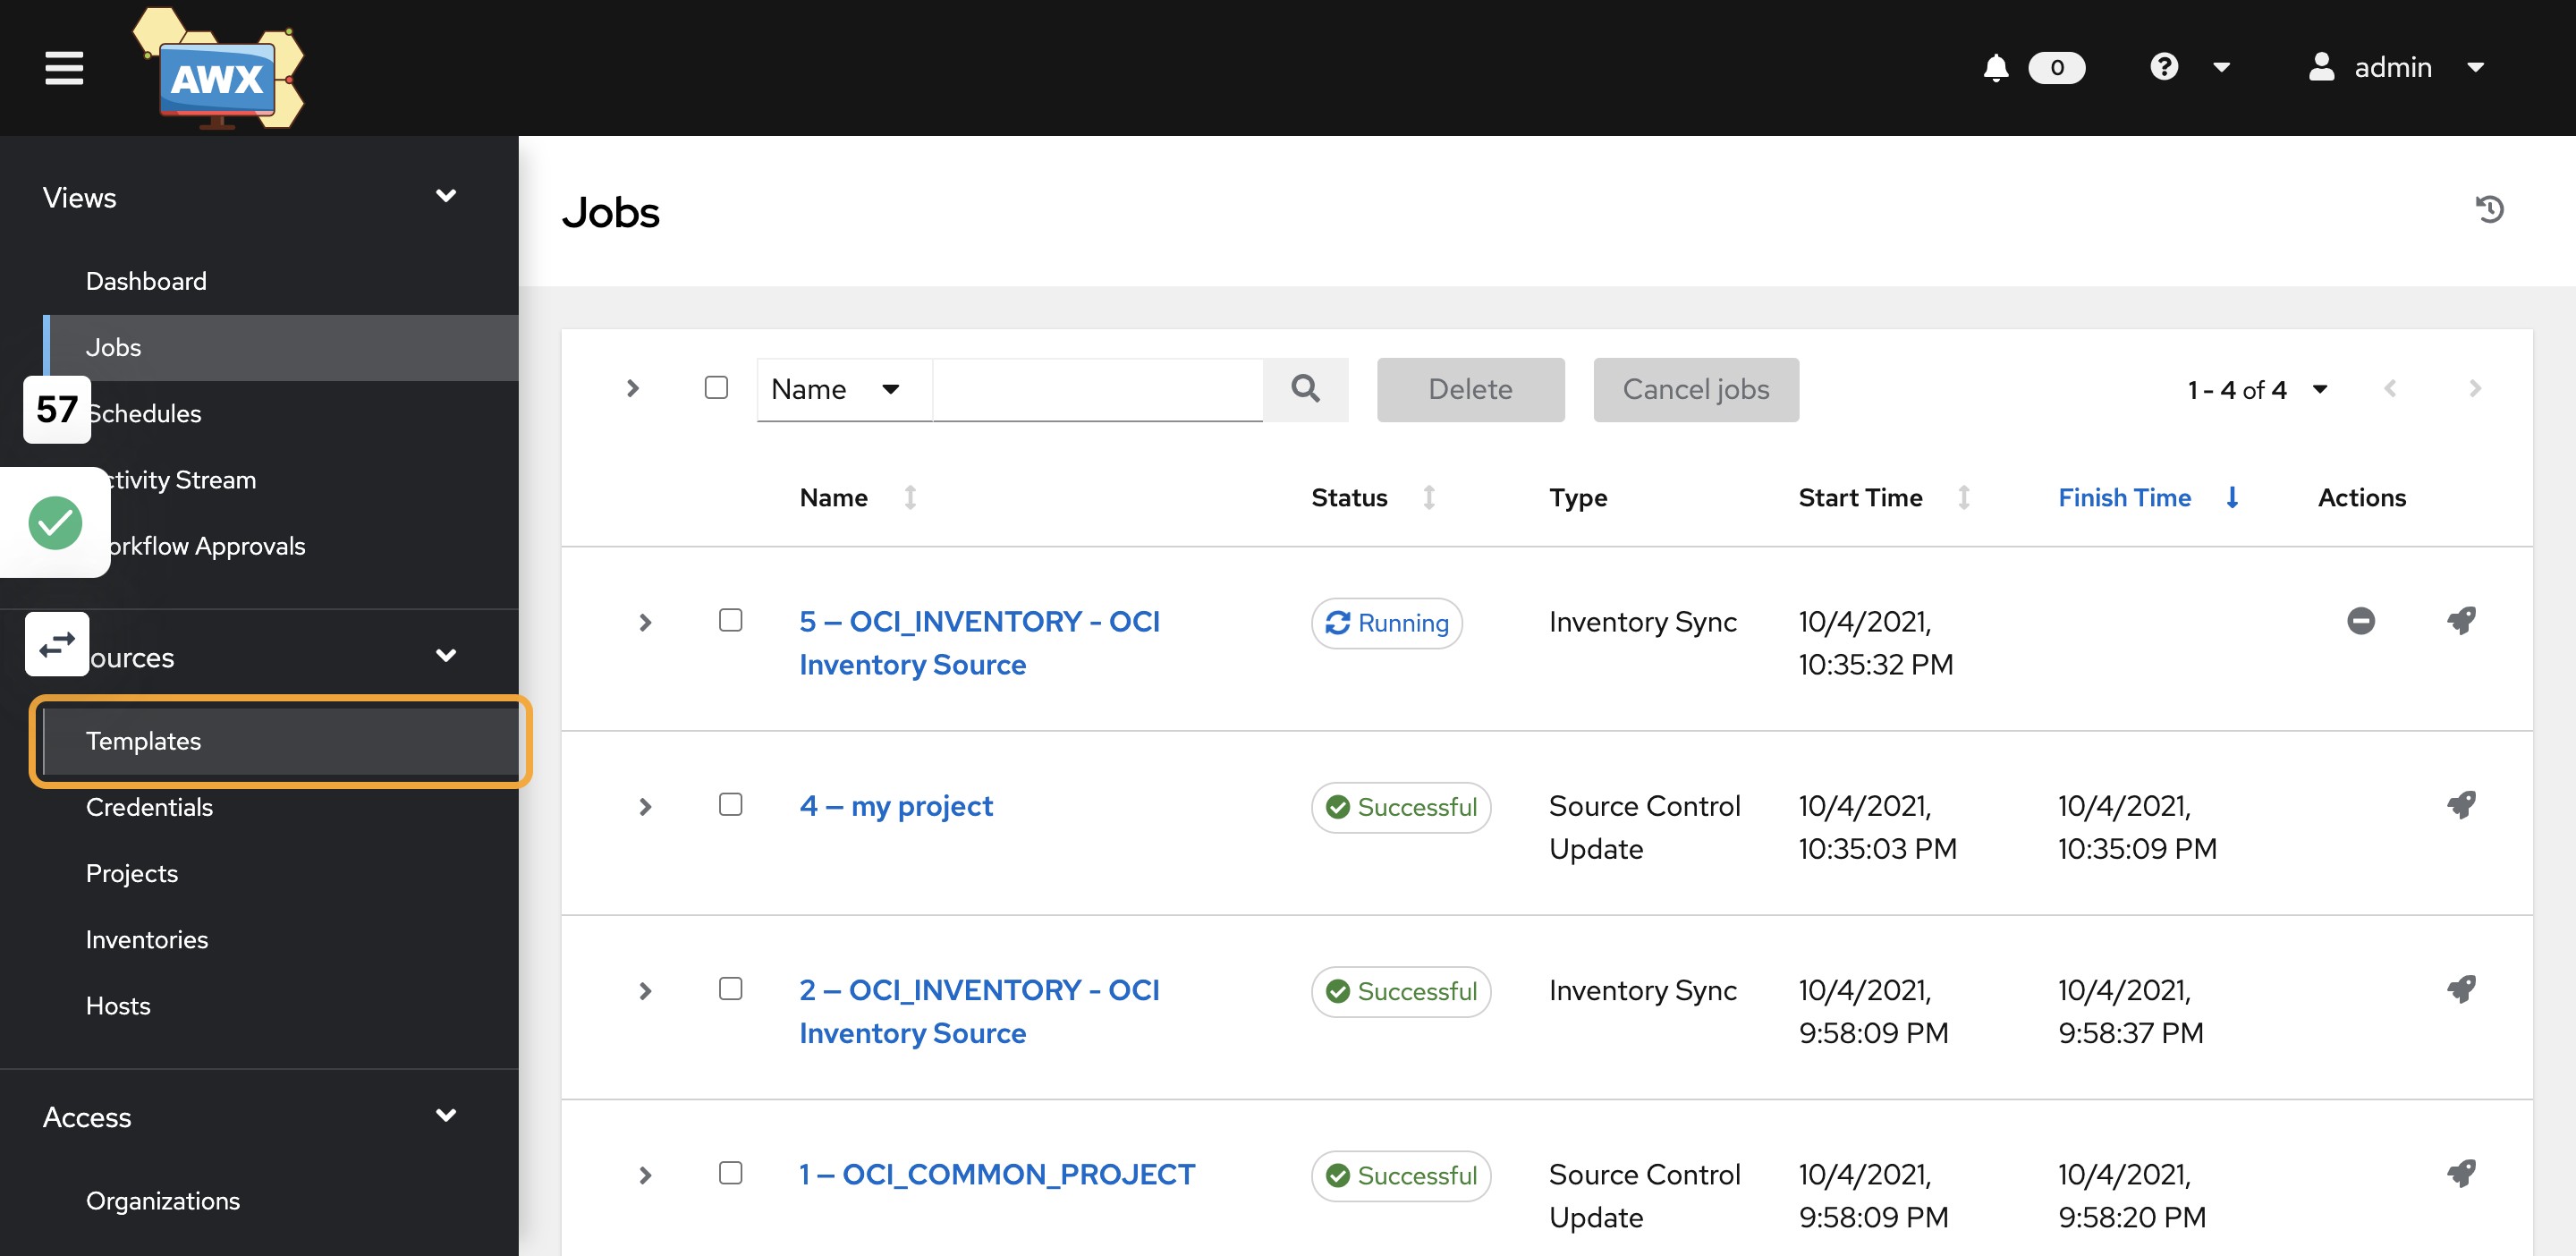 AWX
0
admin
Views
Dashboard
Jobs
57
Schedules
ctivity Stream
orkflow Approvals
ources
Templates
Credentials
Projects
Inventories
Hosts
Access
Organizations
Jobs
Name
Delete
Cancel jobs
1 - 4 of 4
Name Status Type Start Time Finish Time Actions
5 — OCI_INVENTORY - OCI
Inventory Source
Running
Inventory Sync
10/4/2021,
10:35:32 PM
4 — my project
Successful
Source Control
Update
10/4/2021,
10:35:03 PM
10/4/2021,
10:35:09 PM
2 — OCI_INVENTORY - OCI
Inventory Source
Successful
Inventory Sync
10/4/2021,
9:58:09 PM
10/4/2021,
9:58:37 PM
1 — OCI_COMMON_PROJECT
Successful
Source Control
Update
10/4/2021,
9:58:09 PM
10/4/2021,
9:58:20 PM